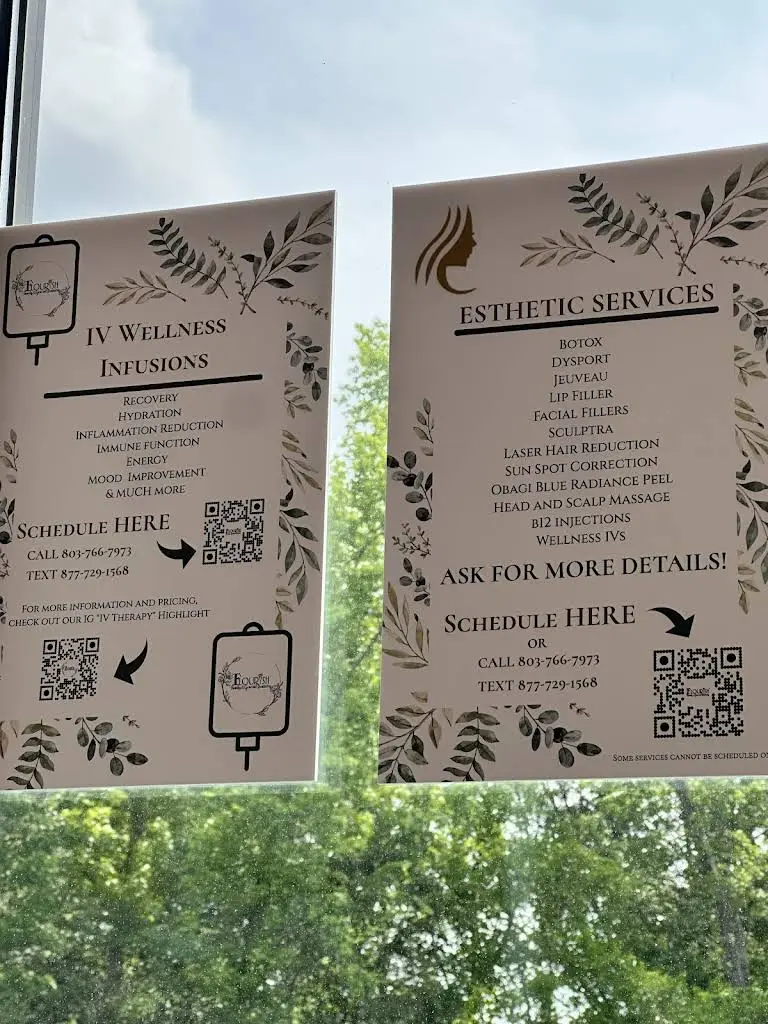 Flourish
IV Wellness
Infusions
Recovery
Hydration
Inflammation Reduction
Immune Function
Energy
Mood Improvement
& Much More
Schedule HERE
Call 803-766-7973
Text 877-729-1568
For more information and pricing,
check out our IG "IV Therapy" Highlight
Flourish
Esthetic Services
Botox
Dysport
Jeuveau
Lip Filler
Facial Fillers
Sculptra
Laser Hair Reduction
Sun Spot Correction
Obagi Blue Radiance Peel
Head and Scalp Massage
B12 Injections
Wellness IVs
Ask for more details!
Schedule HERE
or
Call 803-766-7973
Text 877-729-1568
Flourish
Some services cannot be scheduled